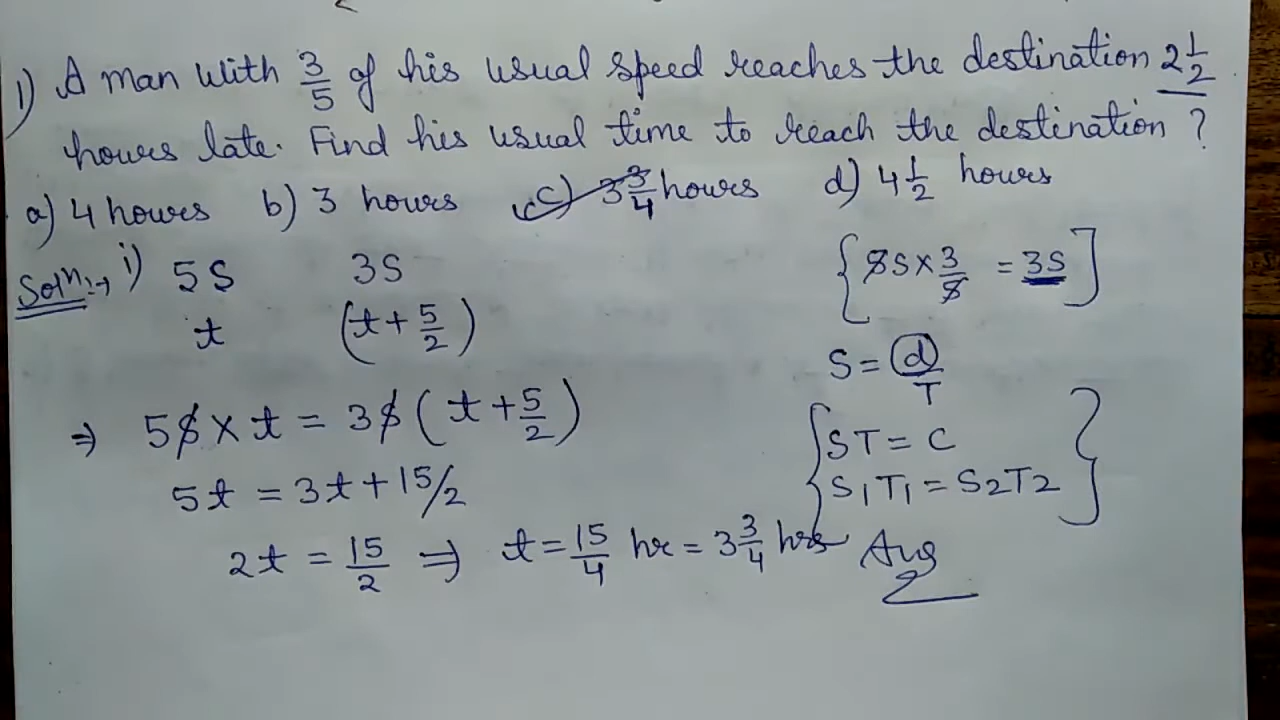 1) A man with 3/5 of his usual speed reaches the destination 2 1/2
hours late. Find his usual time to reach the destination ?
a) 4 hours b) 3 hours c) 3 3/4 hours d) 4 1/2 hours
Solⁿ:→ i) 5S 3S { 5S × 3/5 = 3S ]
t (t + 5/2)
S = d/T
⇒ 5S × t = 3S ( t + 5/2 )
{ ST = C
5t = 3t + 15/2
S1T1 = S2T2 }
2t = 15/2 ⇒ t = 15/4 hr = 3 3/4 hrs Ans